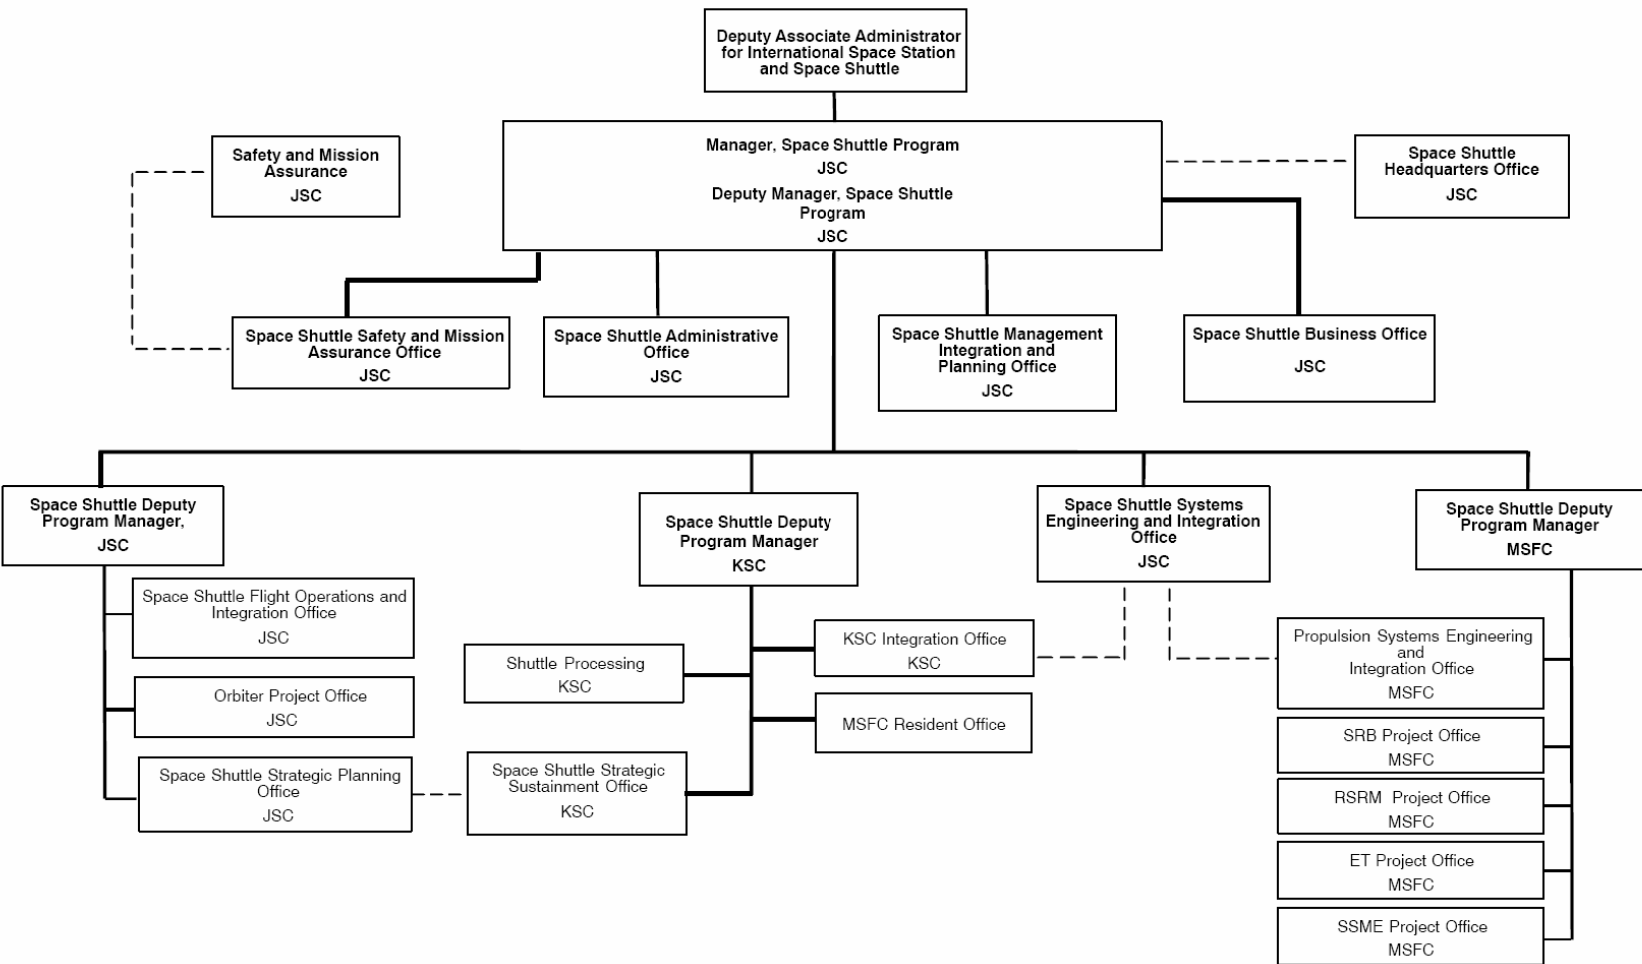 Deputy Associate Administrator
for International Space Station
and Space Shuttle
Manager, Space Shuttle Program
JSC
Deputy Manager, Space Shuttle
Program
JSC
Safety and Mission
Assurance
JSC
Space Shuttle
Headquarters Office
JSC
Space Shuttle Safety and Mission
Assurance Office
JSC
Space Shuttle Administrative
Office
JSC
Space Shuttle Management
Integration and
Planning Office
JSC
Space Shuttle Business Office
JSC
Space Shuttle Deputy
Program Manager,
JSC
Space Shuttle Flight Operations and
Integration Office
JSC
Orbiter Project Office
JSC
Space Shuttle Strategic Planning
Office
JSC
Space Shuttle Deputy
Program Manager
KSC
Shuttle Processing
KSC
Space Shuttle Strategic
Sustainment Office
KSC
KSC Integration Office
KSC
MSFC Resident Office
Space Shuttle Systems
Engineering and Integration
Office
JSC
Space Shuttle Deputy
Program Manager
MSFC
Propulsion Systems Engineering
and
Integration Office
MSFC
SRB Project Office
MSFC
RSRM Project Office
MSFC
ET Project Office
MSFC
SSME Project Office
MSFC